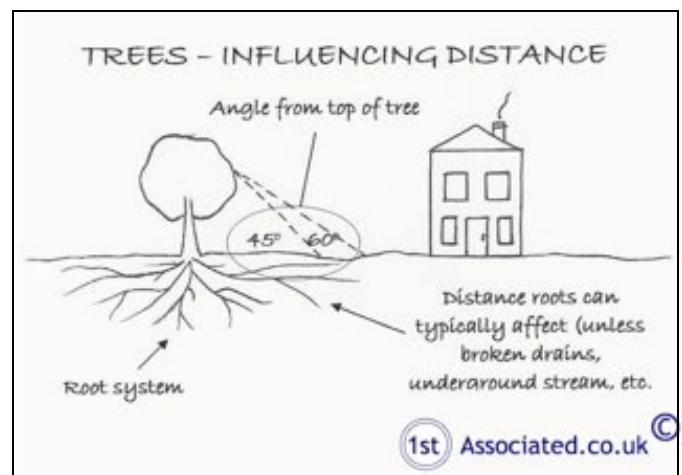 TREES – INFLUENCING DISTANCE
Angle from top of tree
45° 60°
Distance roots can
typically affect (unless
broken drains,
underaround stream, etc.
Root system
1st Associated.co.uk ©